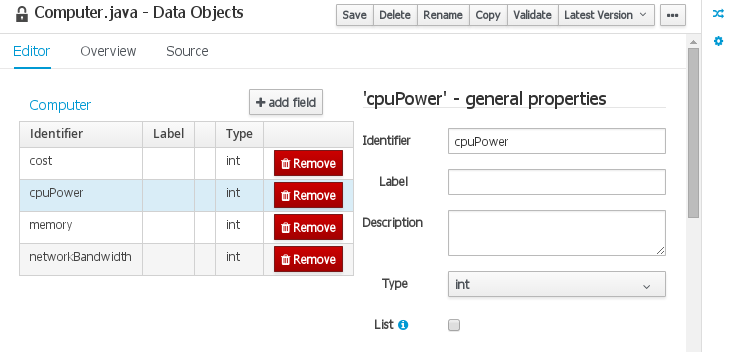 Computer.java - Data Objects
Save Delete Rename Copy Validate Latest Version
Editor Overview Source
Computer
+ add field
Identifier Label Type
cost int Remove
cpuPower int Remove
memory int Remove
networkBandwidth int Remove
'cpuPower' - general properties
Identifier cpuPower
Label
Description
Type int
List